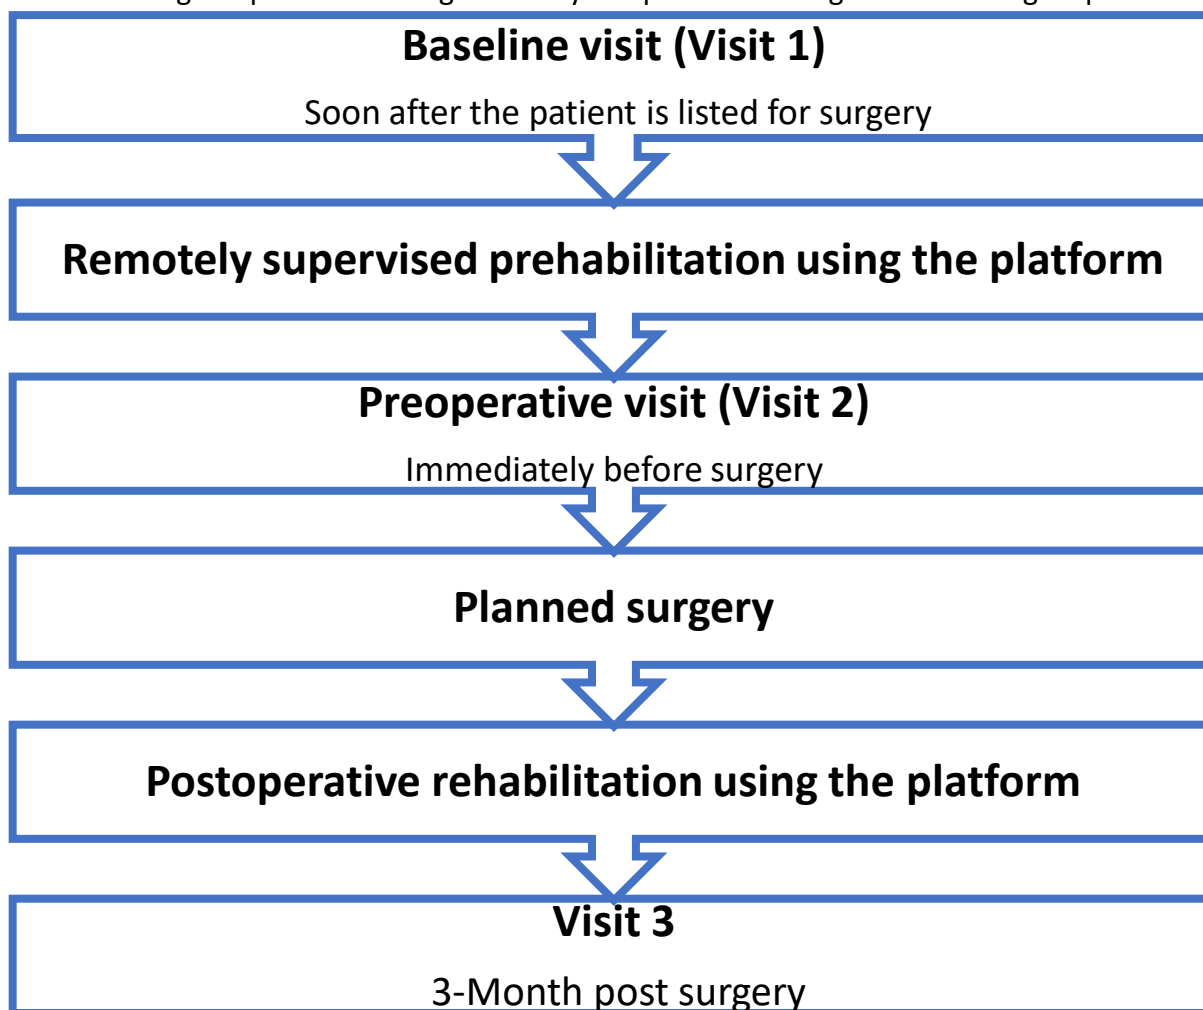 Baseline visit (Visit 1)
Soon after the patient is listed for surgery
Remotely supervised prehabilitation using the platform
Preoperative visit (Visit 2)
Immediately before surgery
Planned surgery
Postoperative rehabilitation using the platform
Visit 3
3-Month post surgery